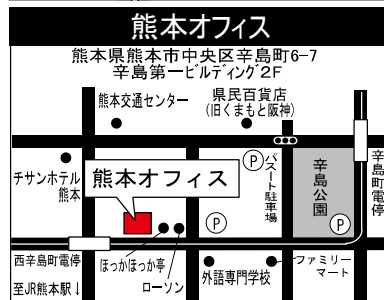 熊本オフィス
熊本県熊本市中央区辛島町6-7
辛島第一ビルディング2F
熊本交通センター
県民百貨店
(旧くまもと阪神)
チサンホテル
熊本
熊本オフィス
P
パスート駐車場
辛島公園
辛島町電停
P
P
西辛島町電停
至JR熊本駅↓
ほっかほっか亭
ローソン
外語専門学校
ファミリー
マート